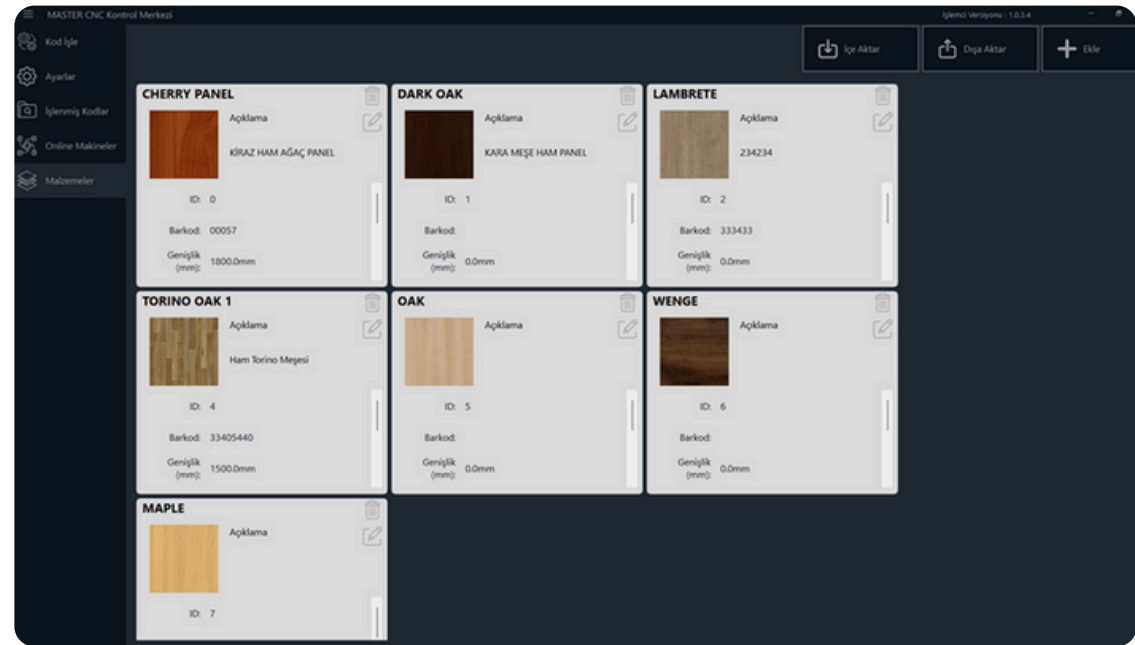 MASTER CNC Kontrol Merkezi
İşlemci Versiyonu : 1.0.3.4
Kod İşle
Ayarlar
İşlenmiş Kodlar
Online Makineler
Malzemeler
İçe Aktar
Dışa Aktar
Ekle
CHERRY PANEL
Açıklama
KİRAZ HAM AĞAÇ PANEL
ID: 0
Barkod: 00057
Genişlik
(mm): 1800.0mm
DARK OAK
Açıklama
KARA MEŞE HAM PANEL
ID: 1
Barkod:
Genişlik
(mm): 0.0mm
LAMBRETE
Açıklama
234234
ID: 2
Barkod: 333433
Genişlik
(mm): 0.0mm
TORINO OAK 1
Açıklama
Ham Torino Meşesi
ID: 4
Barkod: 33405440
Genişlik
(mm): 1500.0mm
OAK
Açıklama
ID: 5
Barkod:
Genişlik
(mm): 0.0mm
WENGE
Açıklama
ID: 6
Barkod:
Genişlik
(mm): 0.0mm
MAPLE
Açıklama
ID: 7